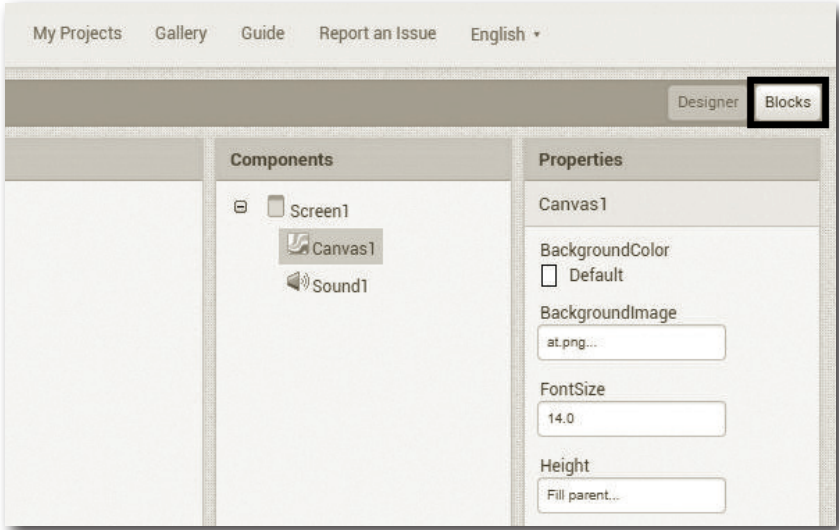 My Projects Gallery Guide Report an Issue English
Designer Blocks
Components
Screen1
Canvas1
Sound1
Properties
Canvas1
BackgroundColor
Default
BackgroundImage
at.png...
FontSize
14.0
Height
Fill parent...